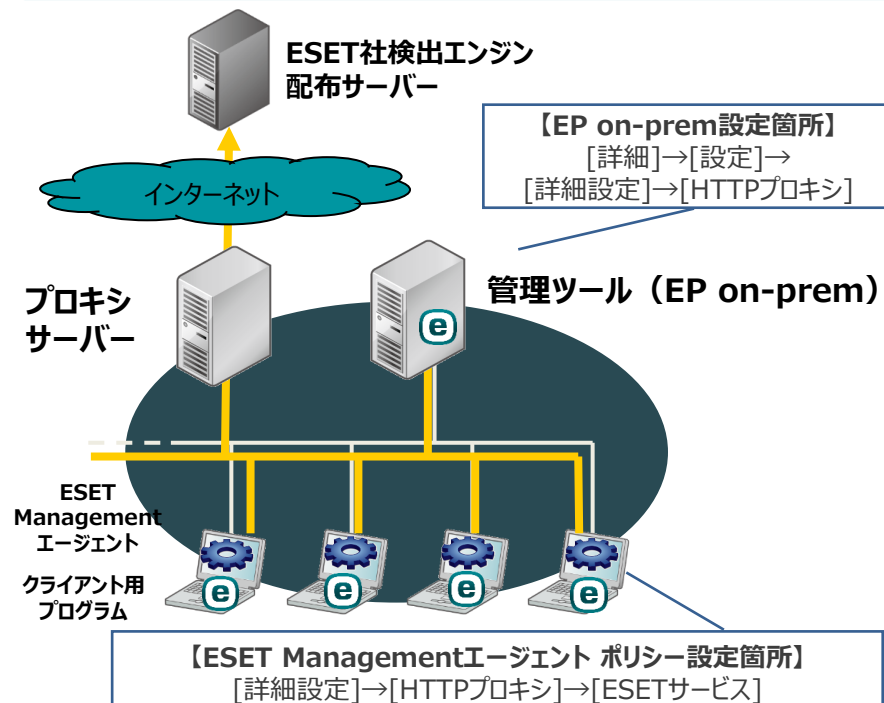 ESET社検出エンジン
配布サーバー
【EP on-prem設定箇所】
[詳細]→[設定]→
[詳細設定]→[HTTPプロキシ]
インターネット
プロキシ
サーバー
管理ツール（EP on-prem）
e
ESET
Management
エージェント
クライアント用
プログラム
e
e
e
e
【ESET Managementエージェント ポリシー設定箇所】
[詳細設定]→[HTTPプロキシ]→[ESETサービス]